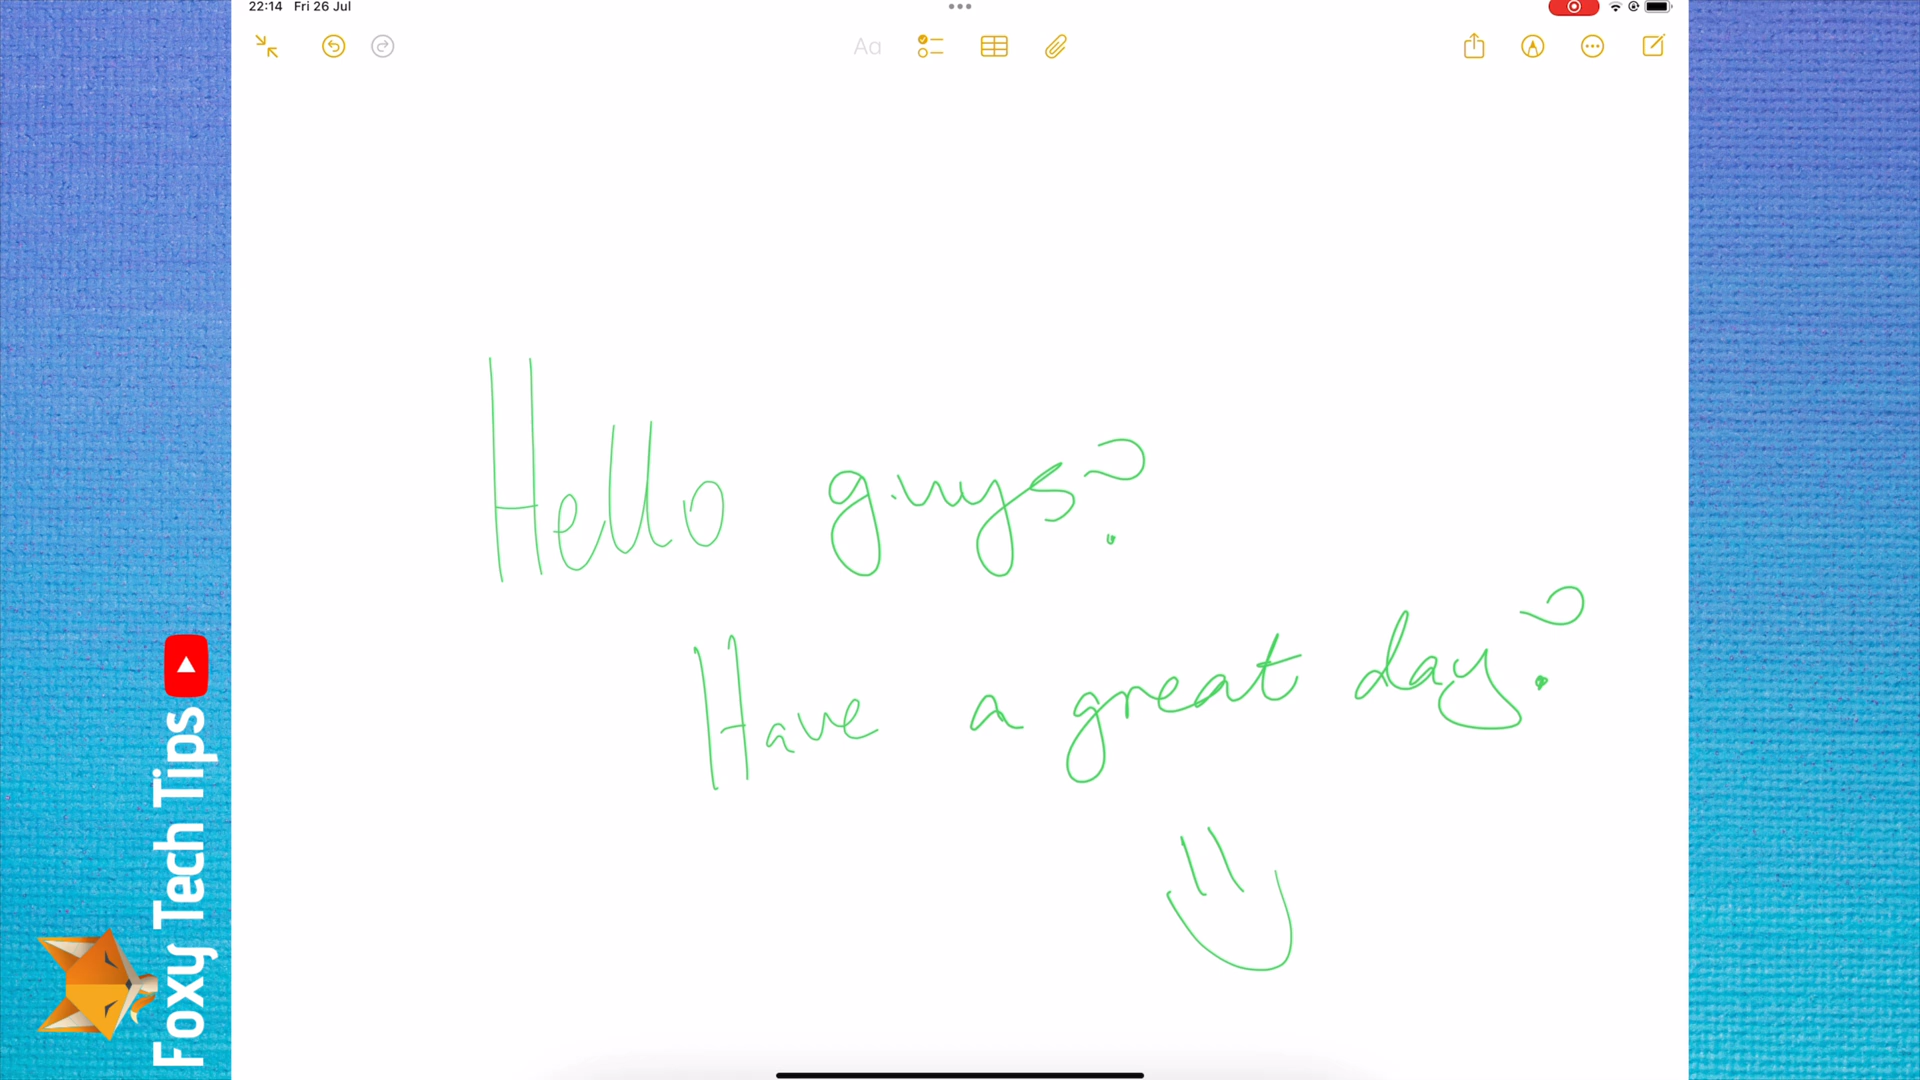 22:14 Fri 26 Jul
Aa
Hello guys?
Have a great day?
Foxy Tech Tips